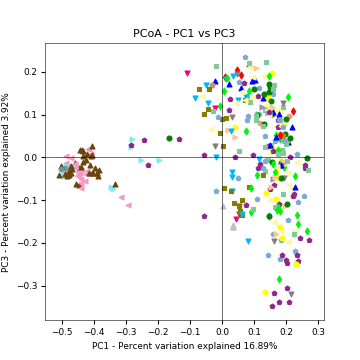 PCoA - PC1 vs PC3
PC3 - Percent variation explained 3.92%
0.2
0.1
0.0
−0.1
−0.2
−0.3
−0.5 −0.4 −0.3 −0.2 −0.1 0.0 0.1 0.2 0.3
PC1 - Percent variation explained 16.89%